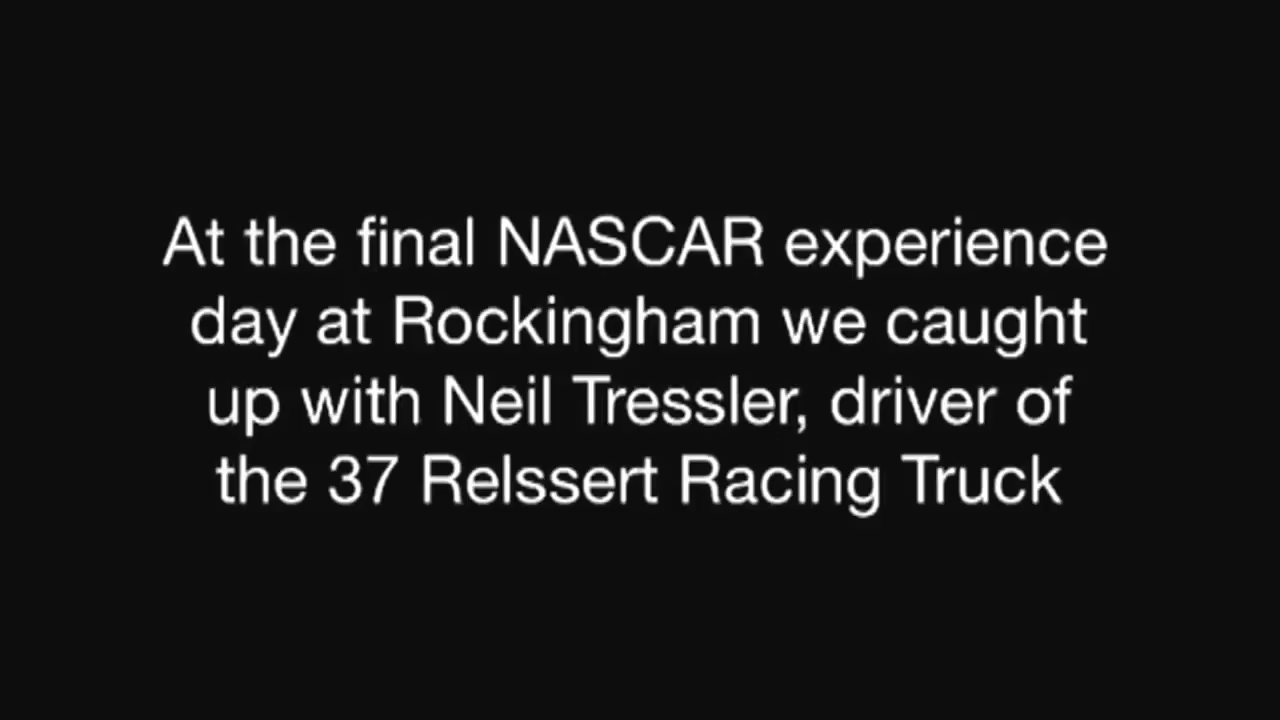 At the final NASCAR experience
day at Rockingham we caught
up with Neil Tressler, driver of
the 37 Relssert Racing Truck